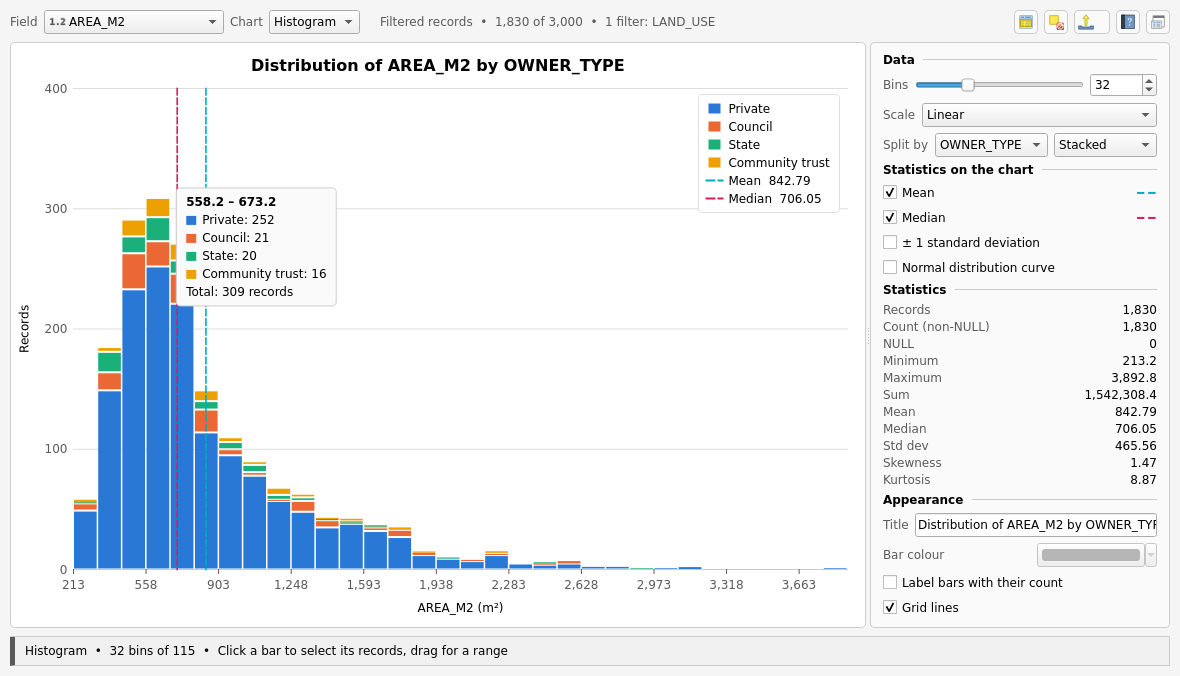 Field 1.2 AREA_M2 Chart Histogram Filtered records • 1,830 of 3,000 • 1 filter: LAND_USE
Distribution of AREA_M2 by OWNER_TYPE
Records
400
300
200
100
0
213 558 903 1,248 1,593 1,938 2,283 2,628 2,973 3,318 3,663
AREA_M2 (m²)
Private
Council
State
Community trust
Mean 842.79
Median 706.05
558.2 – 673.2
Private: 252
Council: 21
State: 20
Community trust: 16
Total: 309 records
Data
Bins 32
Scale Linear
Split by OWNER_TYPE Stacked
Statistics on the chart
Mean
Median
± 1 standard deviation
Normal distribution curve
Statistics
Records 1,830
Count (non-NULL) 1,830
NULL 0
Minimum 213.2
Maximum 3,892.8
Sum 1,542,308.4
Mean 842.79
Median 706.05
Std dev 465.56
Skewness 1.47
Kurtosis 8.87
Appearance
Title Distribution of AREA_M2 by OWNER_TYP
Bar colour
Label bars with their count
Grid lines
Histogram • 32 bins of 115 • Click a bar to select its records, drag for a range